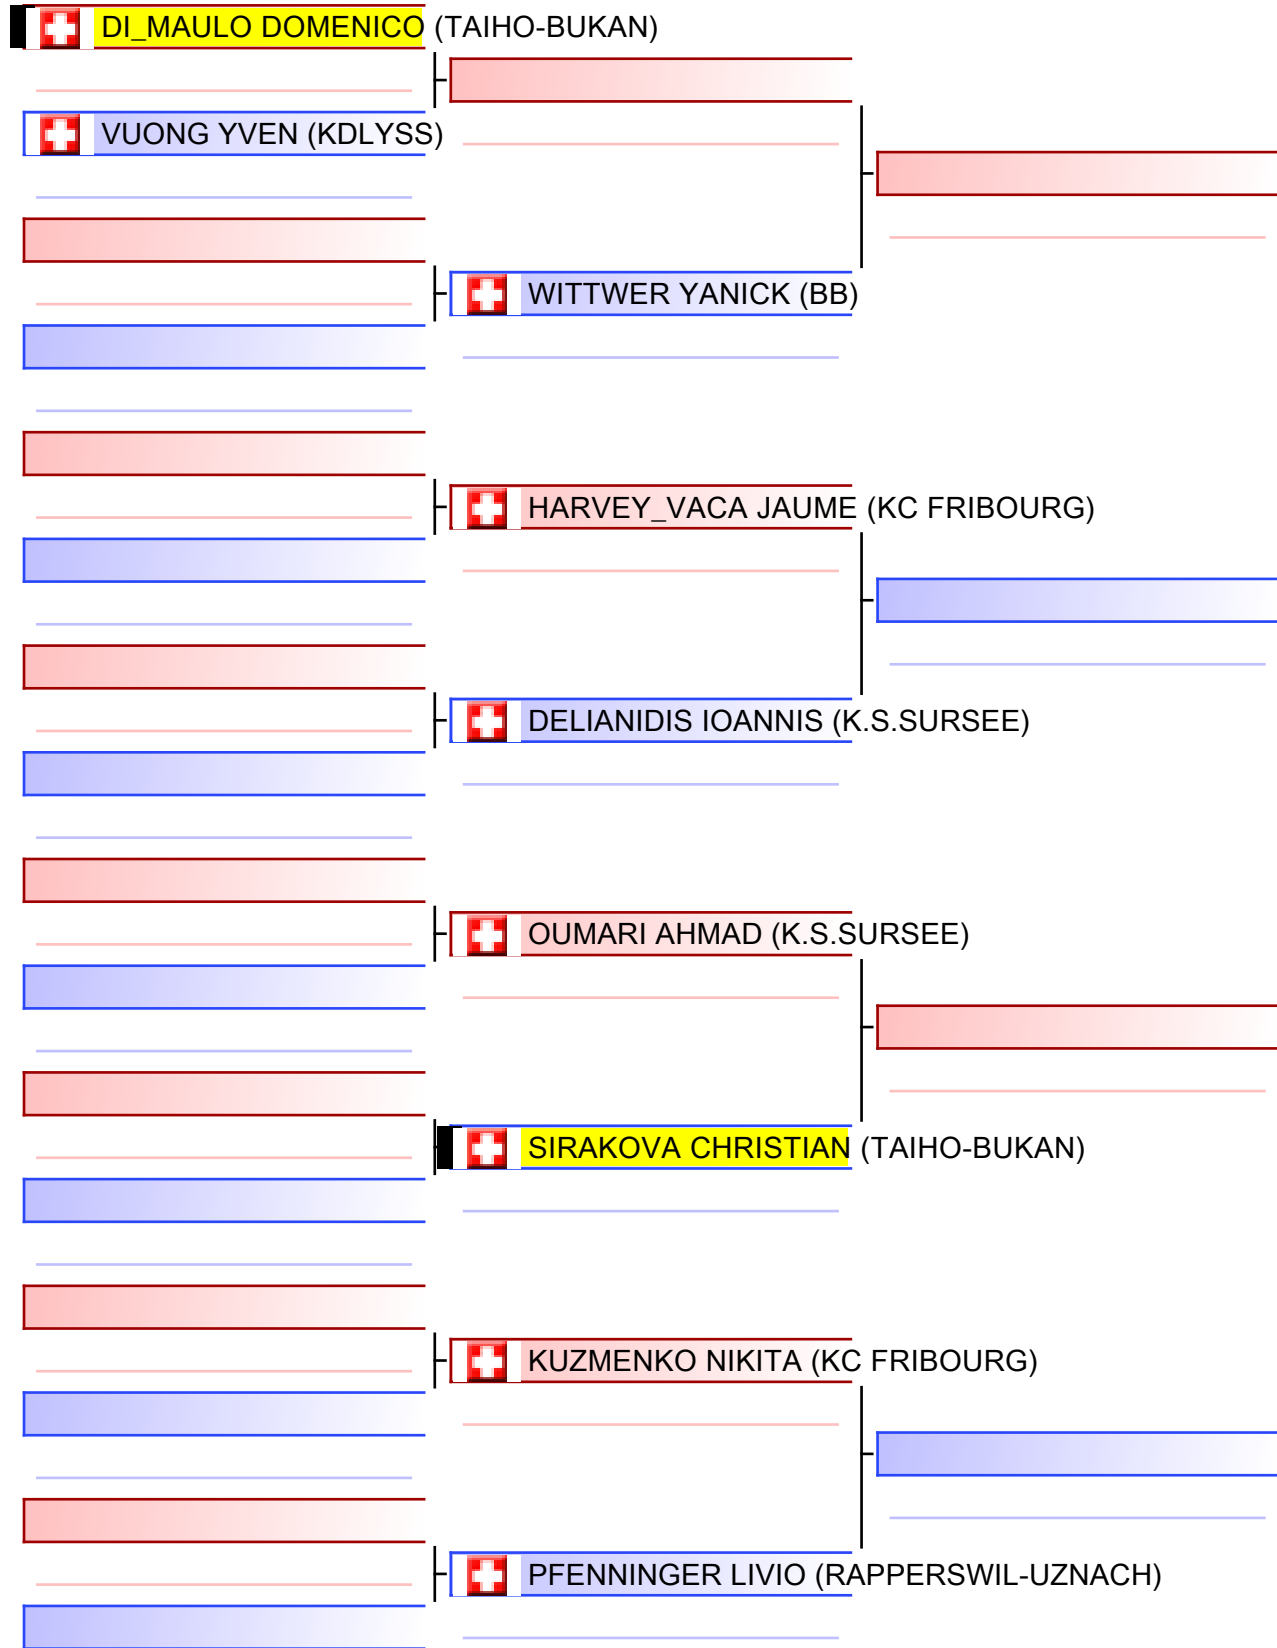 DI_MAULO DOMENICO (TAIHO-BUKAN)
VUONG YVEN (KDLYSS)
WITTWER YANICK (BB)
HARVEY_VACA JAUME (KC FRIBOURG)
DELIANIDIS IOANNIS (K.S.SURSEE)
OUMARI AHMAD (K.S.SURSEE)
SIRAKOVA CHRISTIAN (TAIHO-BUKAN)
KUZMENKO NIKITA (KC FRIBOURG)
PFENNINGER LIVIO (RAPPERSWIL-UZNACH)